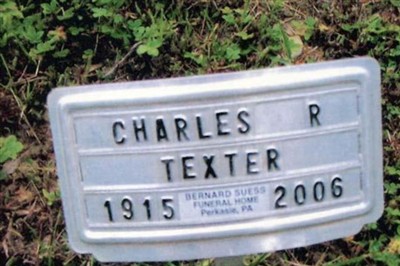 CHARLES R
TEXTER
1915 2006
BERNARD SUESS
FUNERAL HOME
Perkasie, PA